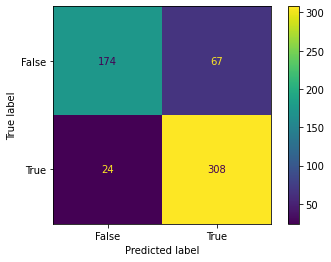 False
174
67
True
24
308
True label
False
True
Predicted label
300
250
200
150
100
50